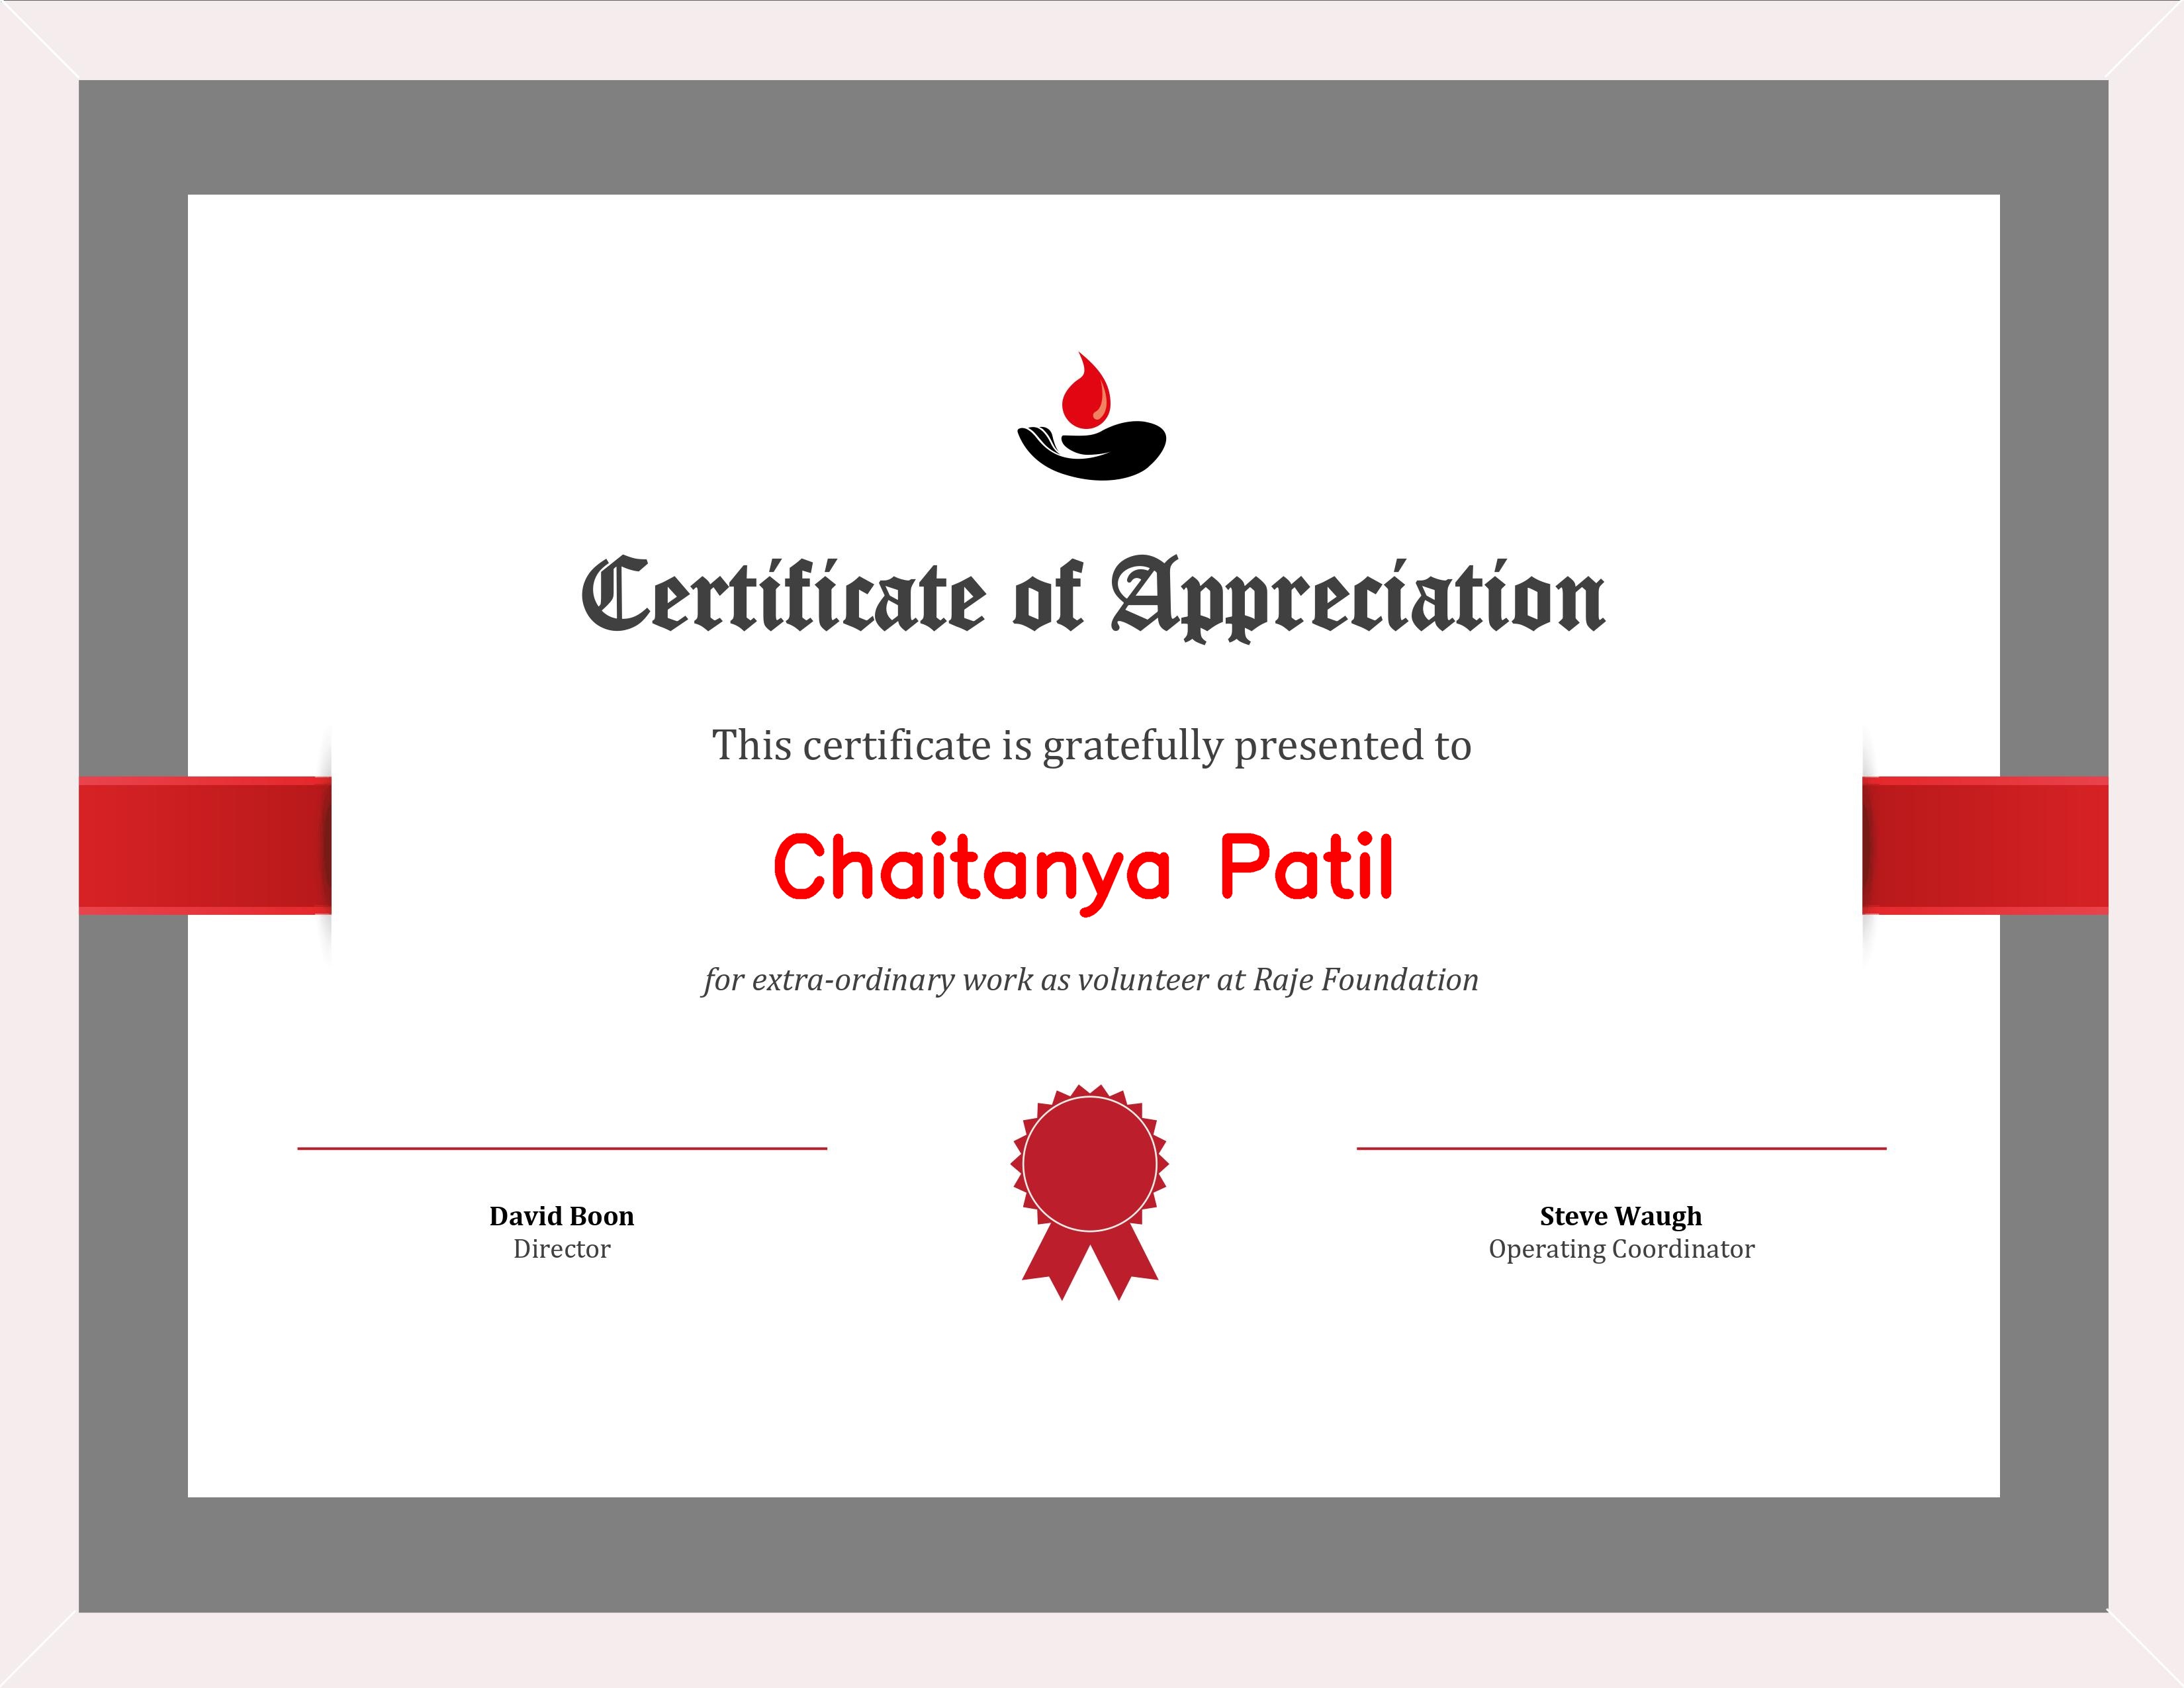 Certificate of Appreciation
This certificate is gratefully presented to
Chaitanya Patil
for extra-ordinary work as volunteer at Raje Foundation
David Boon
Director
Steve Waugh
Operating Coordinator